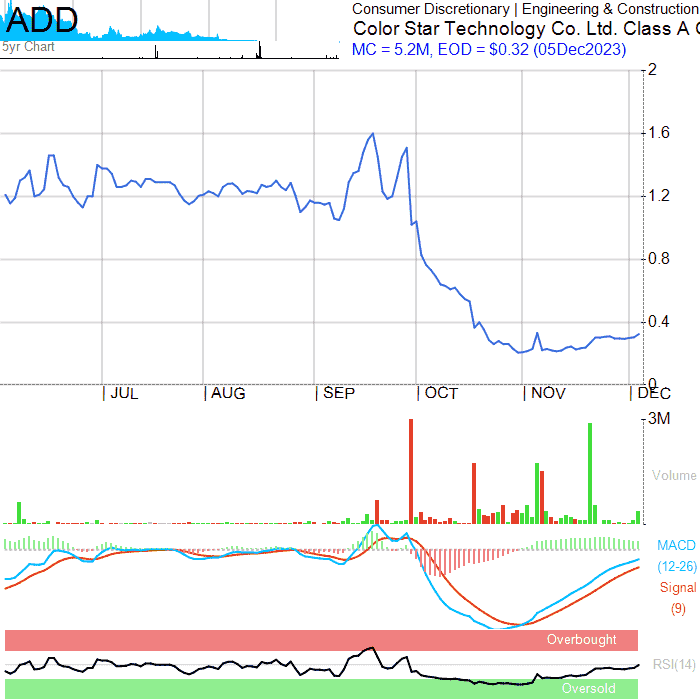 ADD
Consumer Discretionary | Engineering & Construction
Color Star Technology Co. Ltd. Class A
5yr Chart
MC = 5.2M, EOD = $0.32 (05Dec2023)
2
1.6
1.2
0.8
0.4
0
JUL AUG SEP OCT NOV DEC
3M
Volume
MACD
(12-26)
Signal
(9)
Overbought
RSI(14)
Oversold